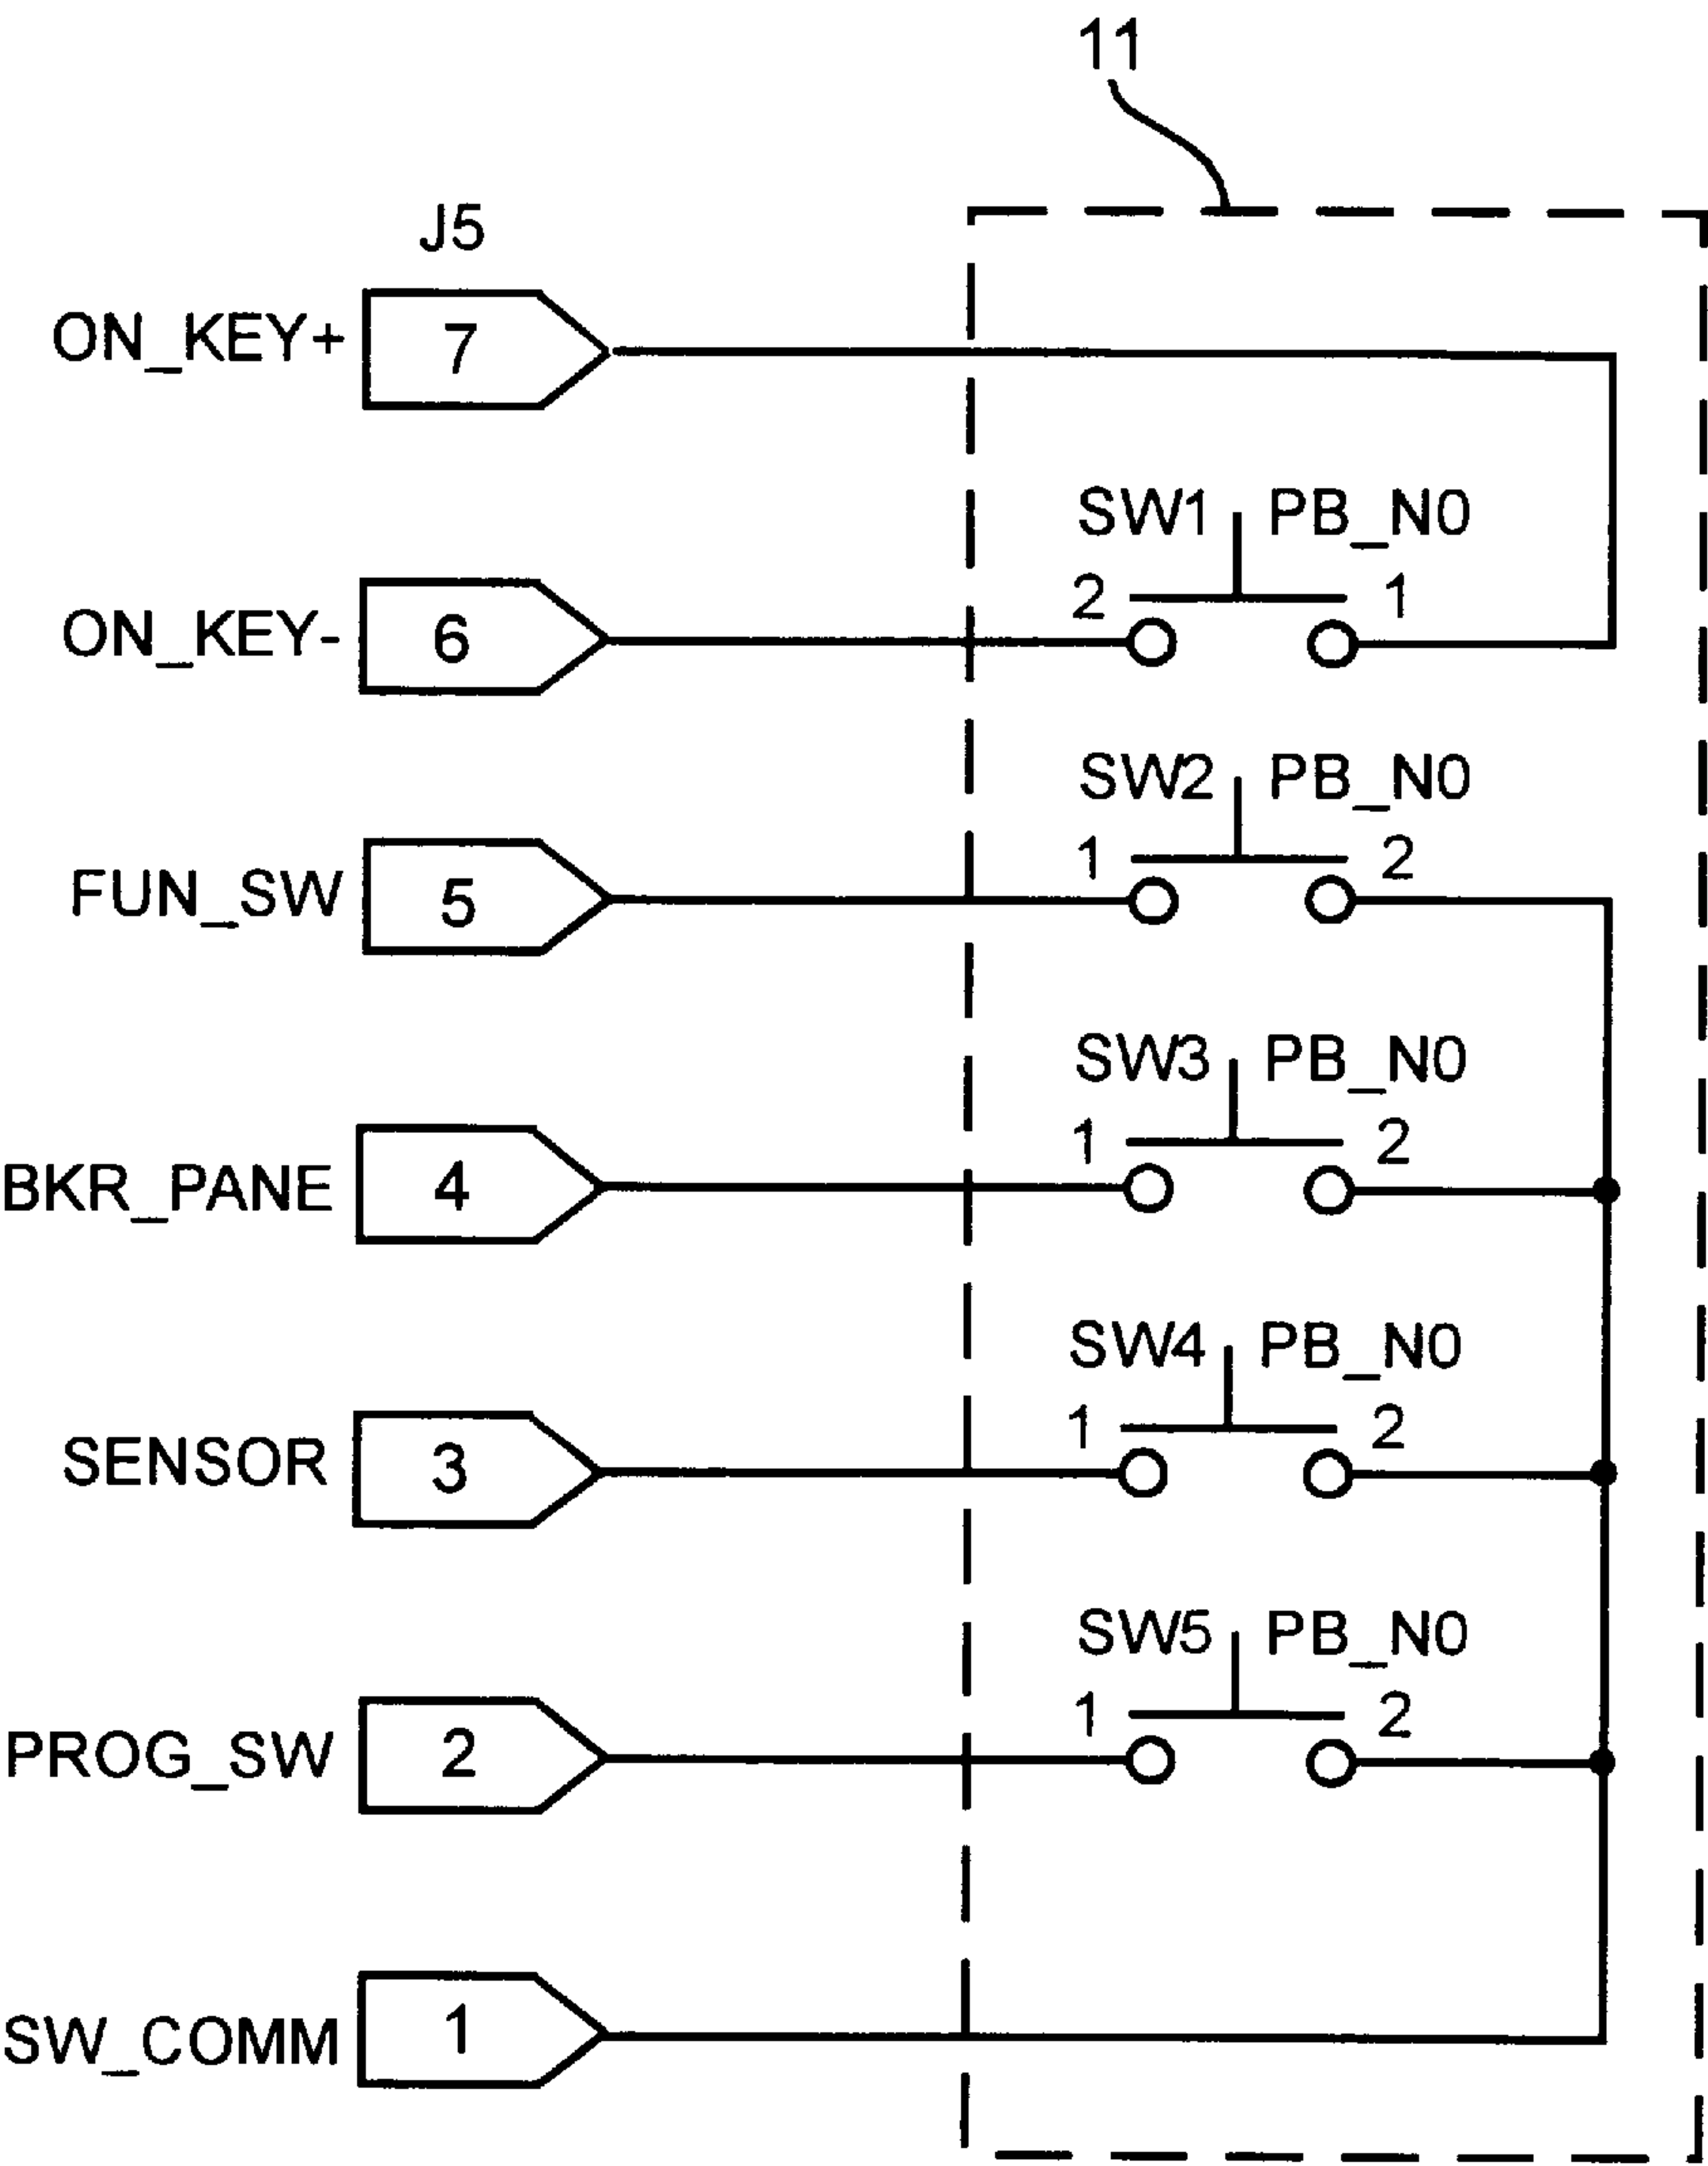 11
J5
ON_KEY+ 7
SW1 PB_N0
2 1
ON_KEY- 6
SW2 PB_N0
1 2
FUN_SW 5
SW3 PB_N0
1 2
BKR_PANE 4
SW4 PB_N0
1 2
SENSOR 3
SW5 PB_N0
1 2
PROG_SW 2
SW_COMM 1